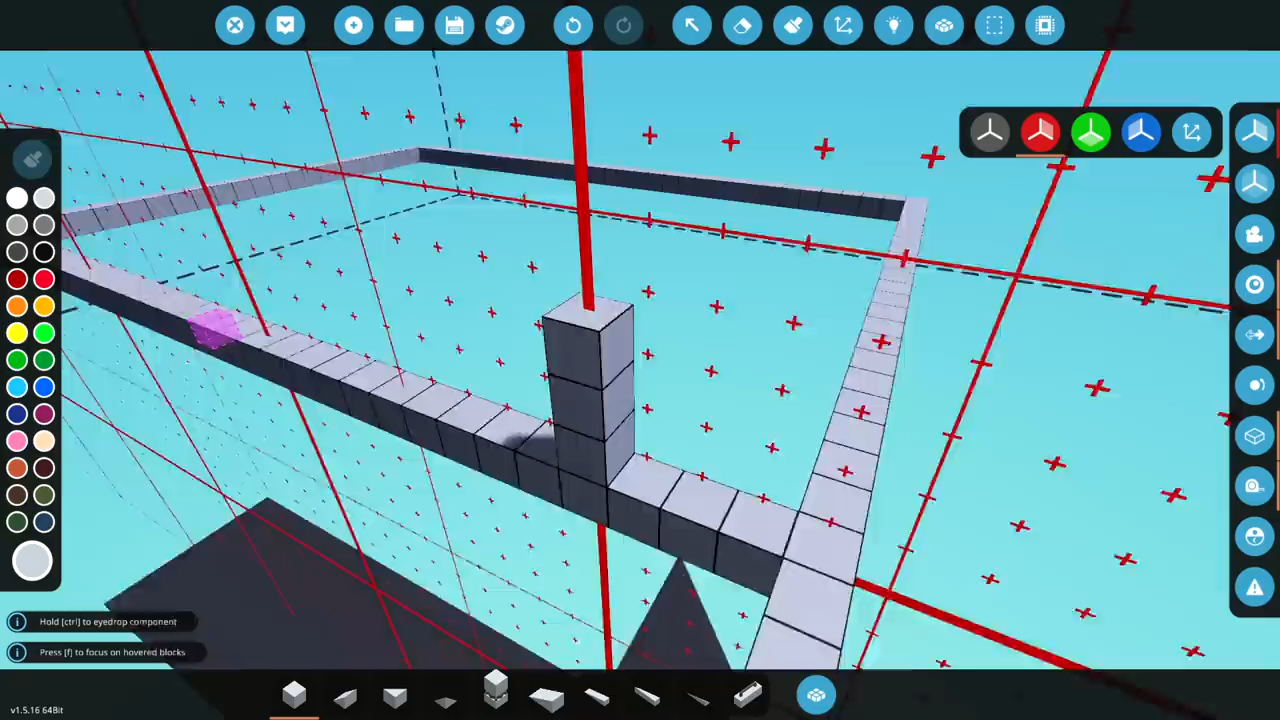 Hold [ctrl] to eyedrop component
Press [f] to focus on hovered blocks
v1.5.16 64Bit